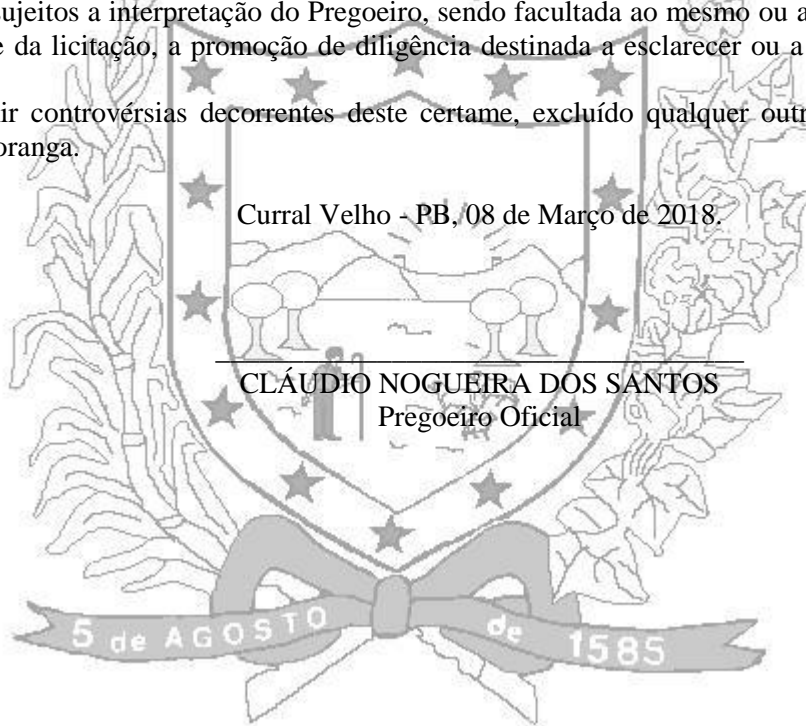 sujeitos a interpretação do Pregoeiro, sendo facultada ao mesmo ou a
da licitação, a promoção de diligência destinada a esclarecer ou a
ir controvérsias decorrentes deste certame, excluído qualquer outr
oranga.
Curral Velho - PB, 08 de Março de 2018.
CLÁUDIO NOGUEIRA DOS SANTOS
Pregoeiro Oficial
5 de AGOSTO de 1585